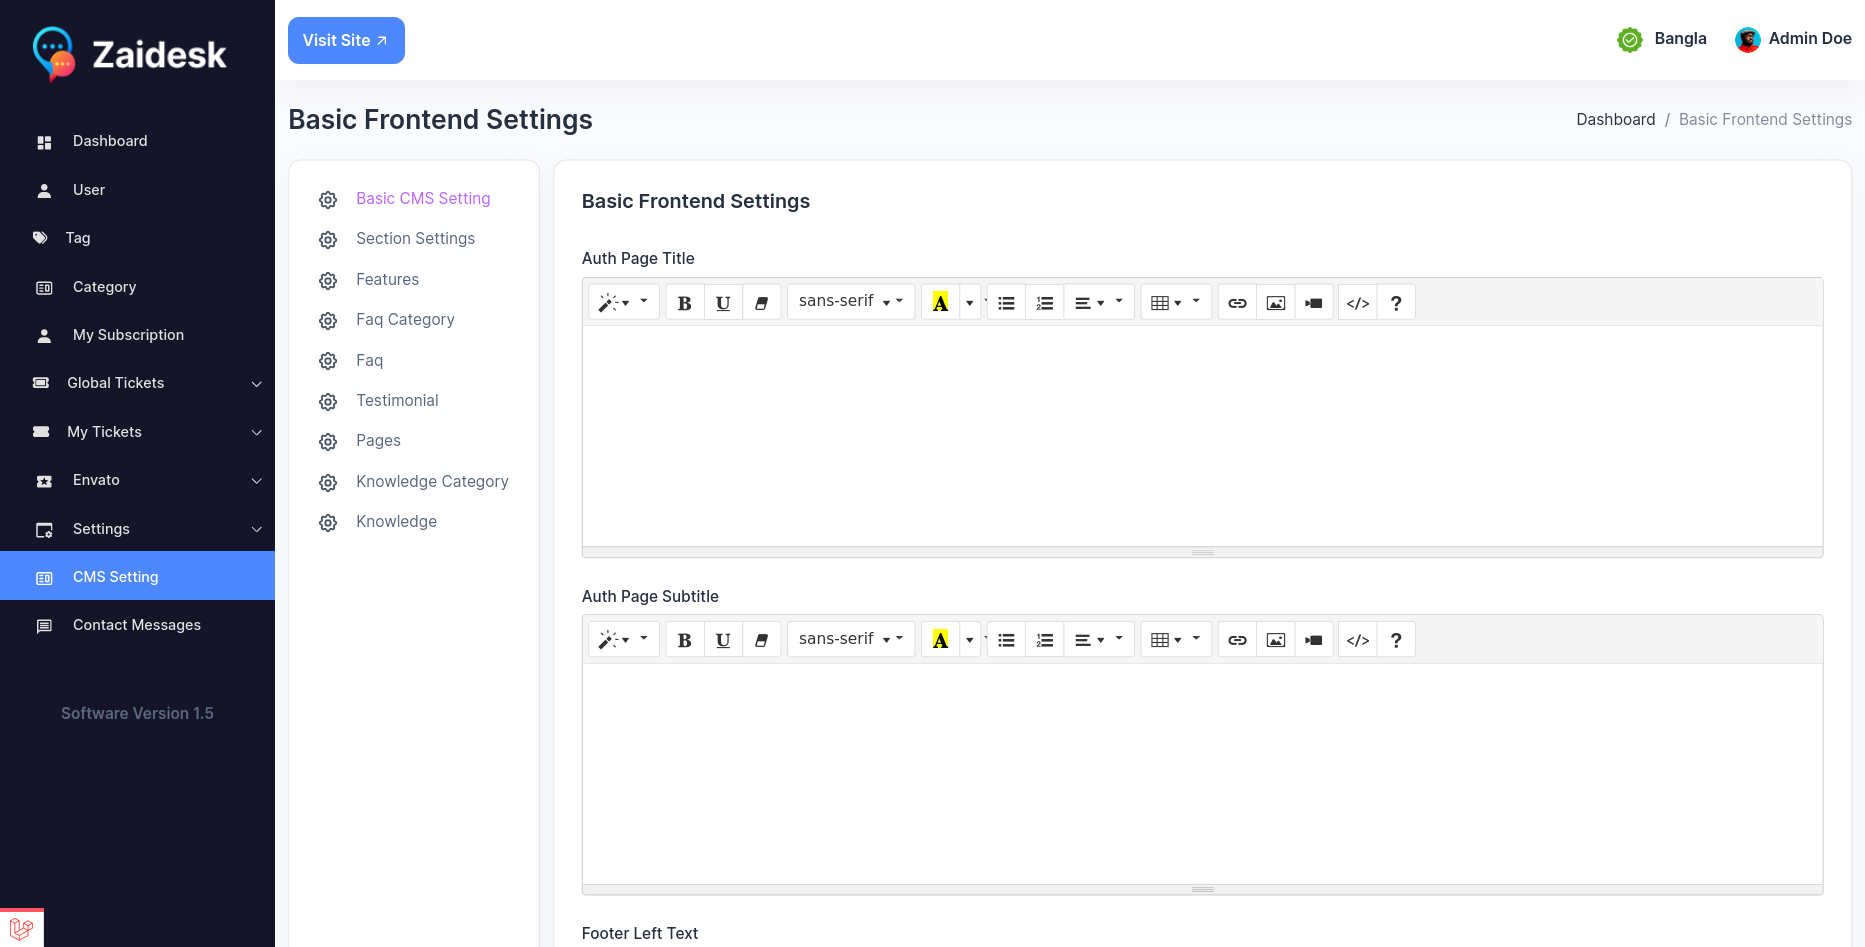 Zaidesk
Visit Site
Bangla
Admin Doe
Dashboard
User
Tag
Category
My Subscription
Global Tickets
My Tickets
Envato
Settings
CMS Setting
Contact Messages
Software Version 1.5
Basic Frontend Settings
Dashboard / Basic Frontend Settings
Basic CMS Setting
Section Settings
Features
Faq Category
Faq
Testimonial
Pages
Knowledge Category
Knowledge
Basic Frontend Settings
Auth Page Title
B U sans-serif A </> ?
Auth Page Subtitle
B U sans-serif A </> ?
Footer Left Text